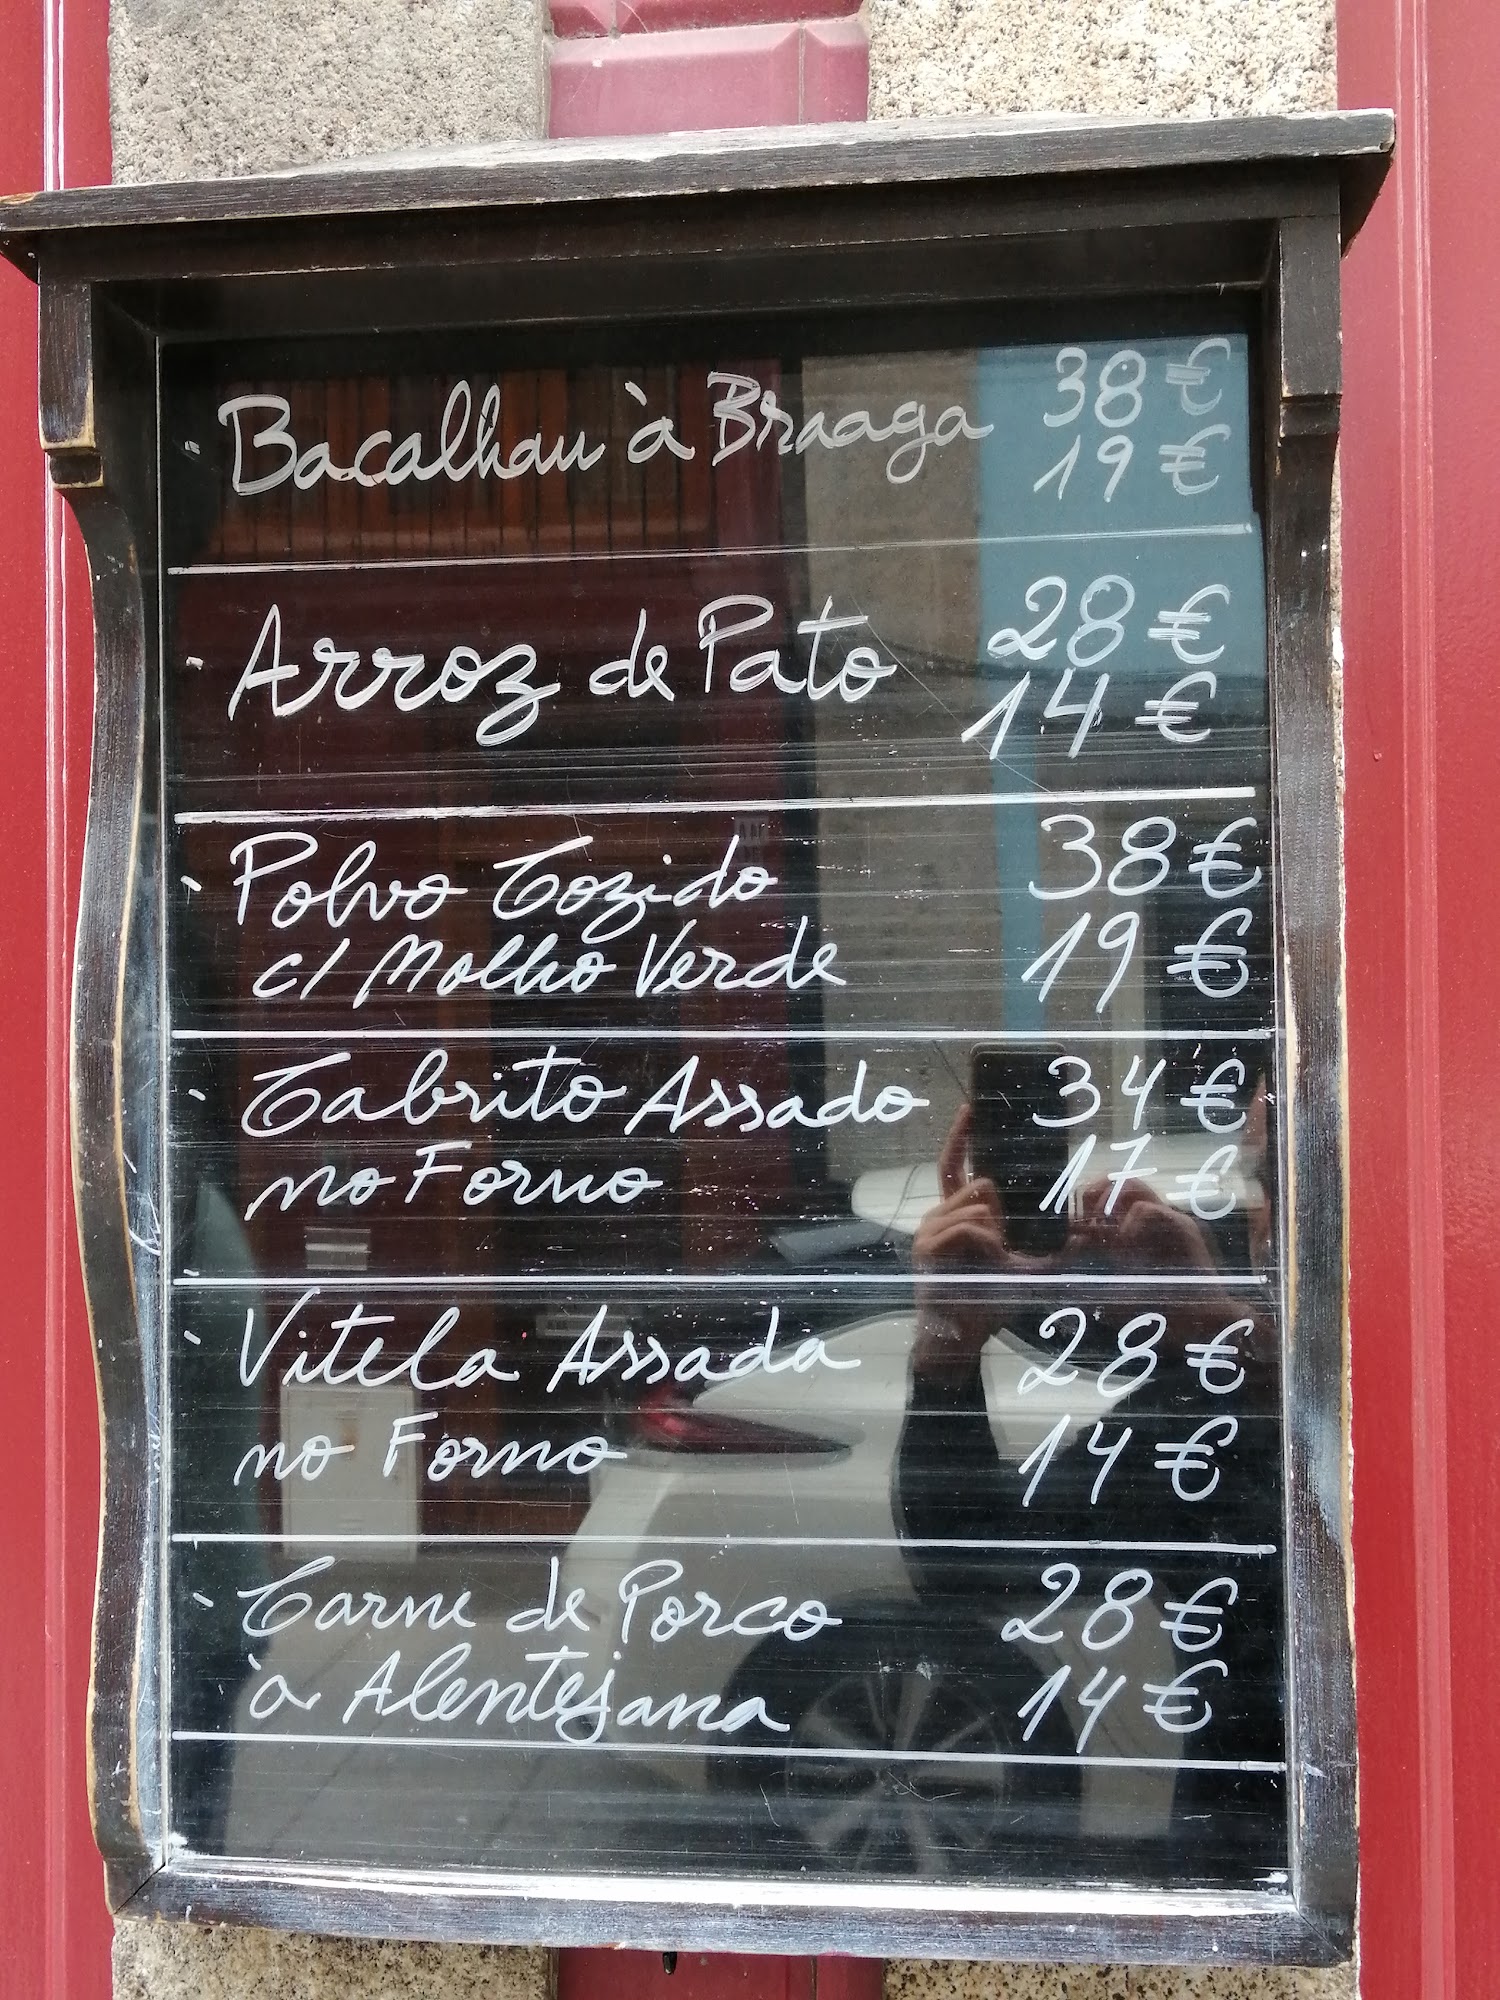 - Bacalhau à Braaga 38 €
19 €
- Arroz de Pato 28 €
14 €
- Polvo Cozido 38 €
c/ Molho Verde 19 €
- Cabrito Assado 34 €
no Forno 17 €
- Vitela Assada 28 €
no Forno 14 €
- Carne de Porco 28 €
à Alentejana 14 €